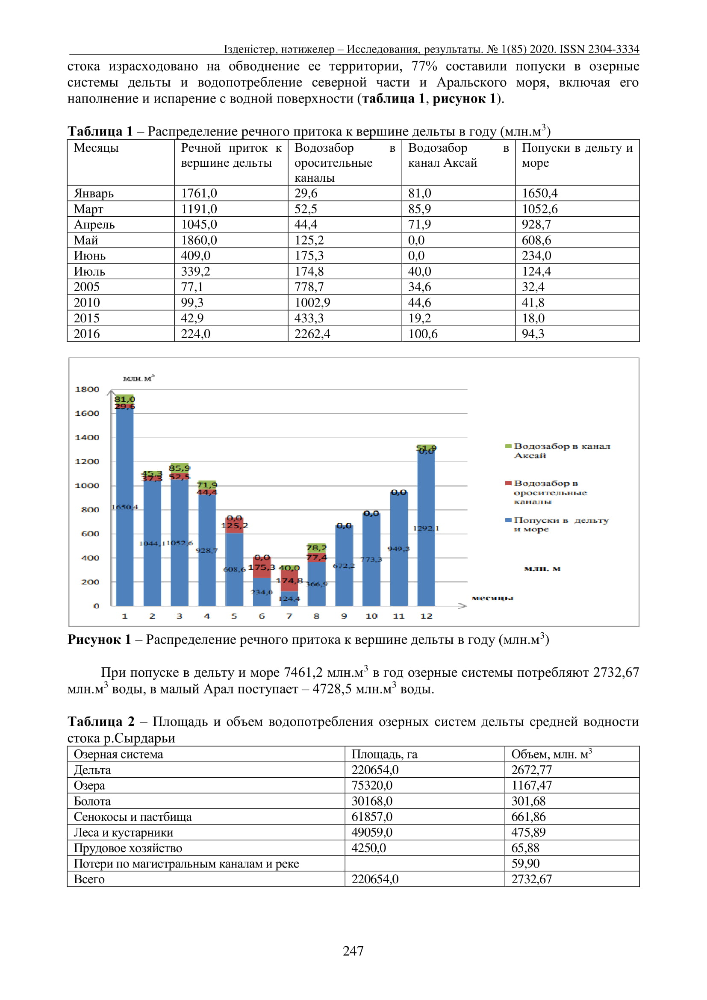 Ізденістер, нәтижелер – Исследования, результаты. № 1(85) 2020. ISSN 2304-3334
стока израсходовано на обводнение ее территории, 77% составили попуски в озерные
системы дельты и водопотребление северной части и Аральского моря, включая его
наполнение и испарение с водной поверхности (таблица 1, рисунок 1).
Таблица 1 – Распределение речного притока к вершине дельты в году (млн.м³)
Месяцы Речной приток к вершине дельты Водозабор в оросительные каналы Водозабор в канал Аксай Попуски в дельту и море
Январь 1761,0 29,6 81,0 1650,4
Март 1191,0 52,5 85,9 1052,6
Апрель 1045,0 44,4 71,9 928,7
Май 1860,0 125,2 0,0 608,6
Июнь 409,0 175,3 0,0 234,0
Июль 339,2 174,8 40,0 124,4
2005 77,1 778,7 34,6 32,4
2010 99,3 1002,9 44,6 41,8
2015 42,9 433,3 19,2 18,0
2016 224,0 2262,4 100,6 94,3
млн. м³
1800
1600
1400
1200
1000
800
600
400
200
0
81,0
29,6
1650,4
45,3
37,3
1044,1
85,9
52,5
1052,6
71,9
44,4
928,7
0,0
125,2
608,6
0,0
175,3
234,0
40,0
174,8
124,4
78,2
77,4
366,9
0,0
672,2
0,0
773,3
0,0
949,3
51,9
0,0
1292,1
1 2 3 4 5 6 7 8 9 10 11 12
месяцы
Водозабор в канал
Аксай
Водозабор в
оросительные
каналы
Попуски в дельту
и море
млн. м
Рисунок 1 – Распределение речного притока к вершине дельты в году (млн.м³)
При попуске в дельту и море 7461,2 млн.м³ в год озерные системы потребляют 2732,67
млн.м³ воды, в малый Арал поступает – 4728,5 млн.м³ воды.
Таблица 2 – Площадь и объем водопотребления озерных систем дельты средней водности
стока р.Сырдарьи
Озерная система Площадь, га Объем, млн. м³
Дельта 220654,0 2672,77
Озера 75320,0 1167,47
Болота 30168,0 301,68
Сенокосы и пастбища 61857,0 661,86
Леса и кустарники 49059,0 475,89
Прудовое хозяйство 4250,0 65,88
Потери по магистральным каналам и реке 59,90
Всего 220654,0 2732,67
247